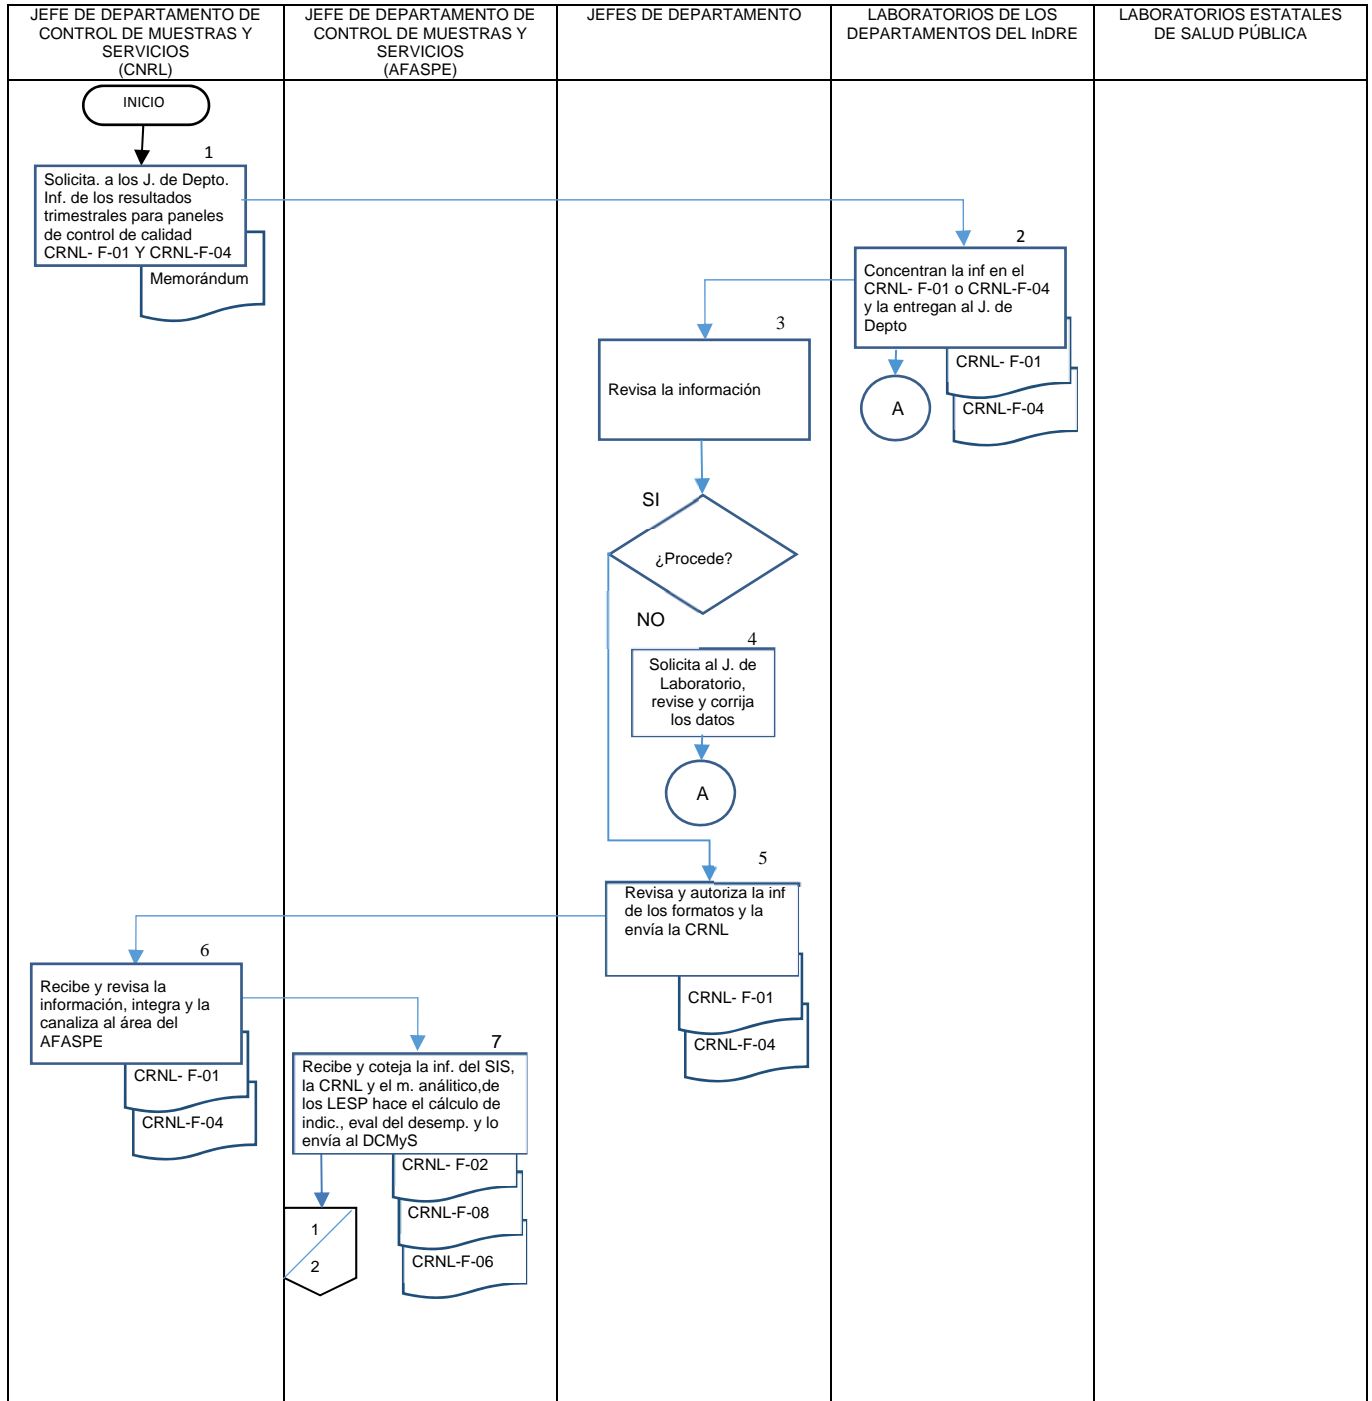 JEFE DE DEPARTAMENTO DE
CONTROL DE MUESTRAS Y
SERVICIOS
(CNRL)
JEFE DE DEPARTAMENTO DE
CONTROL DE MUESTRAS Y
SERVICIOS
(AFASPE)
JEFES DE DEPARTAMENTO
LABORATORIOS DE LOS
DEPARTAMENTOS DEL InDRE
LABORATORIOS ESTATALES
DE SALUD PÚBLICA
INICIO
1
Solicita. a los J. de Depto.
Inf. de los resultados
trimestrales para paneles
de control de calidad
CRNL- F-01 Y CRNL-F-04
Memorándum
2
Concentran la inf en el
CRNL- F-01 o CRNL-F-04
y la entregan al J. de
Depto
CRNL- F-01
CRNL-F-04
A
3
Revisa la información
SI
¿Procede?
NO
4
Solicita al J. de
Laboratorio,
revise y corrija
los datos
A
5
Revisa y autoriza la inf
de los formatos y la
envía la CRNL
CRNL- F-01
CRNL-F-04
6
Recibe y revisa la
información, integra y la
canaliza al área del
AFASPE
CRNL- F-01
CRNL-F-04
7
Recibe y coteja la inf. del SIS,
la CRNL y el m. análitico,de
los LESP hace el cálculo de
indic., eval del desemp. y lo
envía al DCMyS
CRNL- F-02
CRNL-F-08
CRNL-F-06
1
2